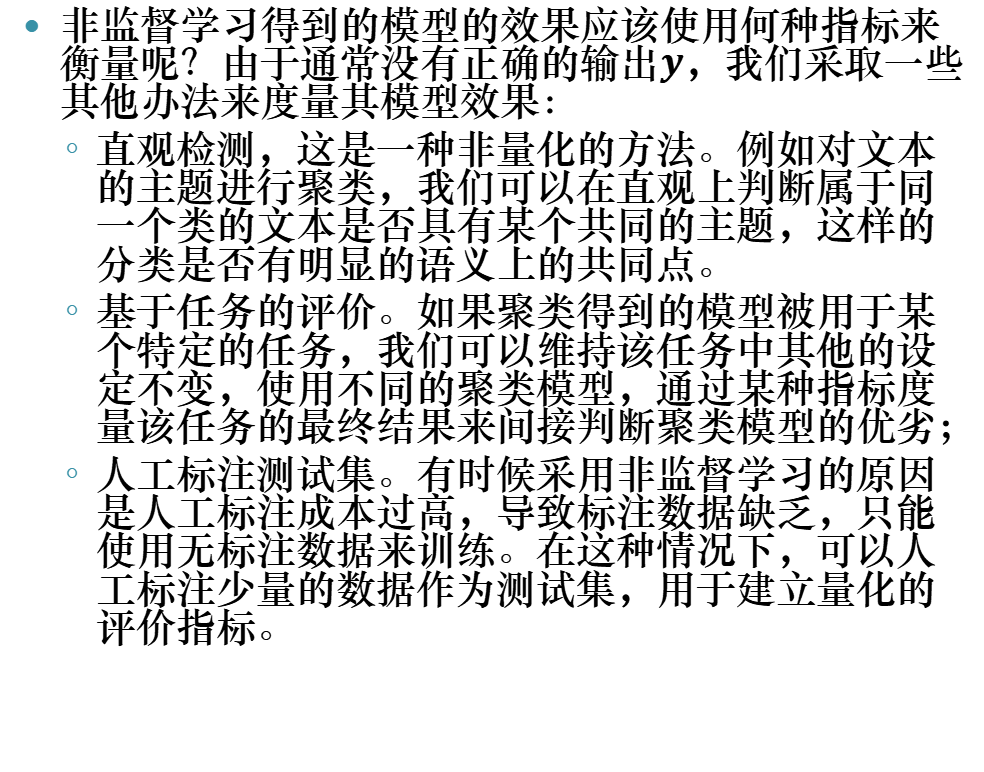 • 非监督学习得到的模型的效果应该使用何种指标来
衡量呢？由于通常没有正确的输出y，我们采取一些
其他办法来度量其模型效果：
◦ 直观检测，这是一种非量化的方法。例如对文本
的主题进行聚类，我们可以在直观上判断属于同
一个类的文本是否具有某个共同的主题，这样的
分类是否有明显的语义上的共同点。
◦ 基于任务的评价。如果聚类得到的模型被用于某
个特定的任务，我们可以维持该任务中其他的设
定不变，使用不同的聚类模型，通过某种指标度
量该任务的最终结果来间接判断聚类模型的优劣；
◦ 人工标注测试集。有时候采用非监督学习的原因
是人工标注成本过高，导致标注数据缺乏，只能
使用无标注数据来训练。在这种情况下，可以人
工标注少量的数据作为测试集，用于建立量化的
评价指标。